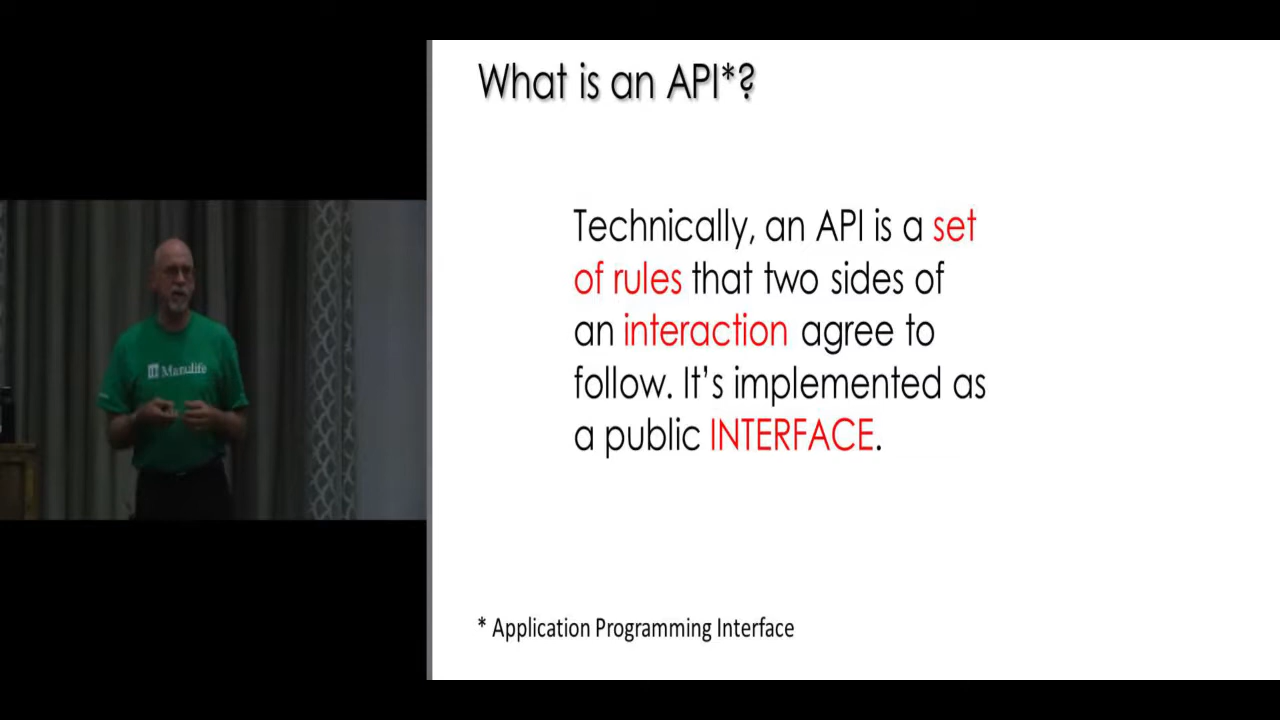 What is an API*?
Technically, an API is a set
of rules that two sides of
an interaction agree to
follow. It’s implemented as
a public INTERFACE.
* Application Programming Interface
Manulife